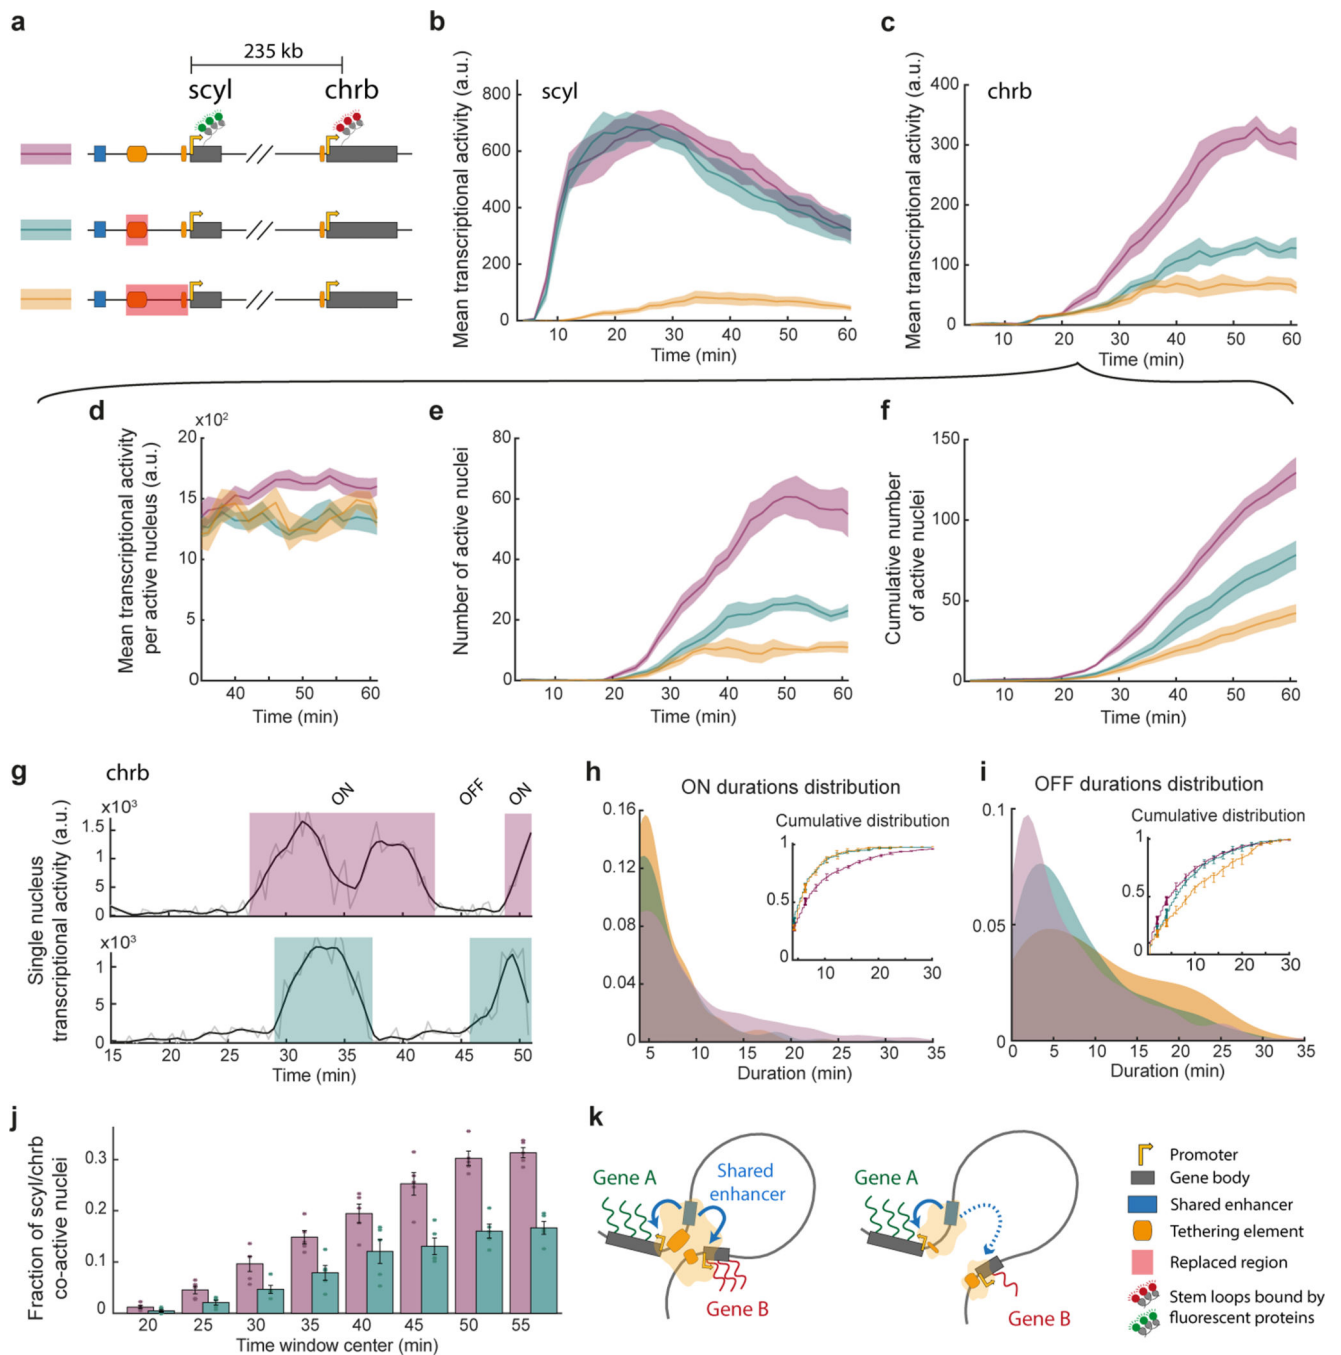 a
235 kb
scyl
chrb
b
Mean transcriptional activity (a.u.)
scyl
800
600
400
200
0
10
20
30
40
50
60
Time (min)
c
Mean transcriptional activity (a.u.)
chrb
400
300
200
100
0
10
20
30
40
50
60
Time (min)
d
Mean transcriptional activity
per active nucleus (a.u.)
x10²
20
15
10
5
0
40
50
60
Time (min)
e
Number of active nuclei
80
60
40
20
0
10
20
30
40
50
60
Time (min)
f
Cumulative number
of active nuclei
150
100
50
0
10
20
30
40
50
60
Time (min)
g
chrb
Single nucleus
transcriptional activity (a.u.)
ON
OFF
ON
x10³
1.5
1
5
0
x10³
1
5
0
15
20
25
30
35
40
45
50
Time (min)
h
ON durations distribution
0.16
0.12
0.08
0.04
0
5
10
15
20
25
30
35
Duration (min)
Cumulative distribution
1
0.5
0
10
20
30
i
OFF durations distribution
0.1
0.05
0
0
5
10
15
20
25
30
35
Duration (min)
Cumulative distribution
1
0.5
0
10
20
30
j
Fraction of scyl/chrb
co-active nuclei
0.3
0.2
0.1
0
20
25
30
35
40
45
50
55
Time window center (min)
k
Gene A
Shared
enhancer
Gene B
Gene A
Gene B
Promoter
Gene body
Shared enhancer
Tethering element
Replaced region
Stem loops bound by
fluorescent proteins